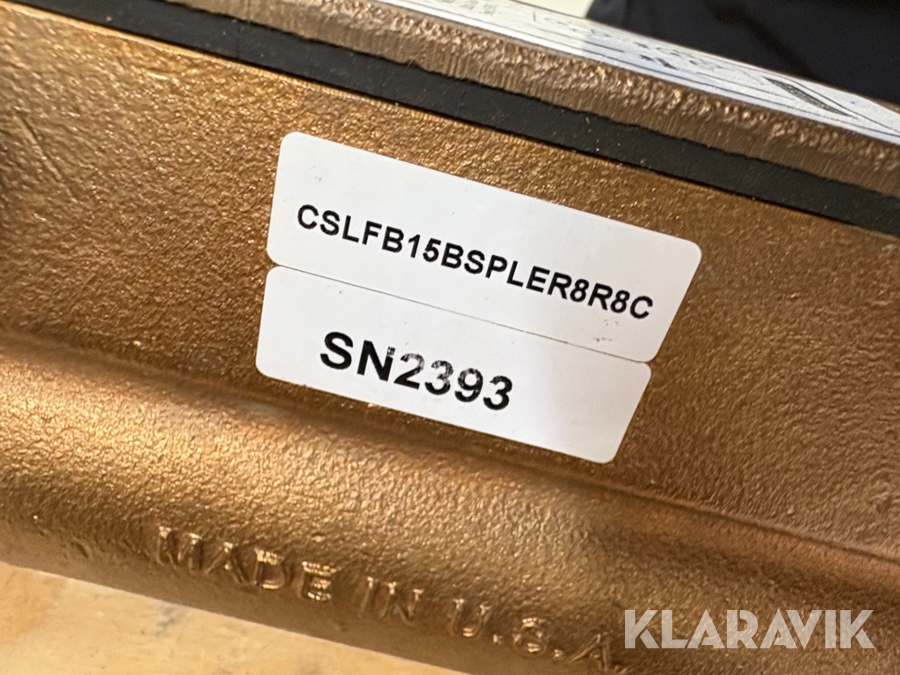 CSLFB15BSPLER8R8C
SN2393
MADE IN U.S.A.
KLARAVIK